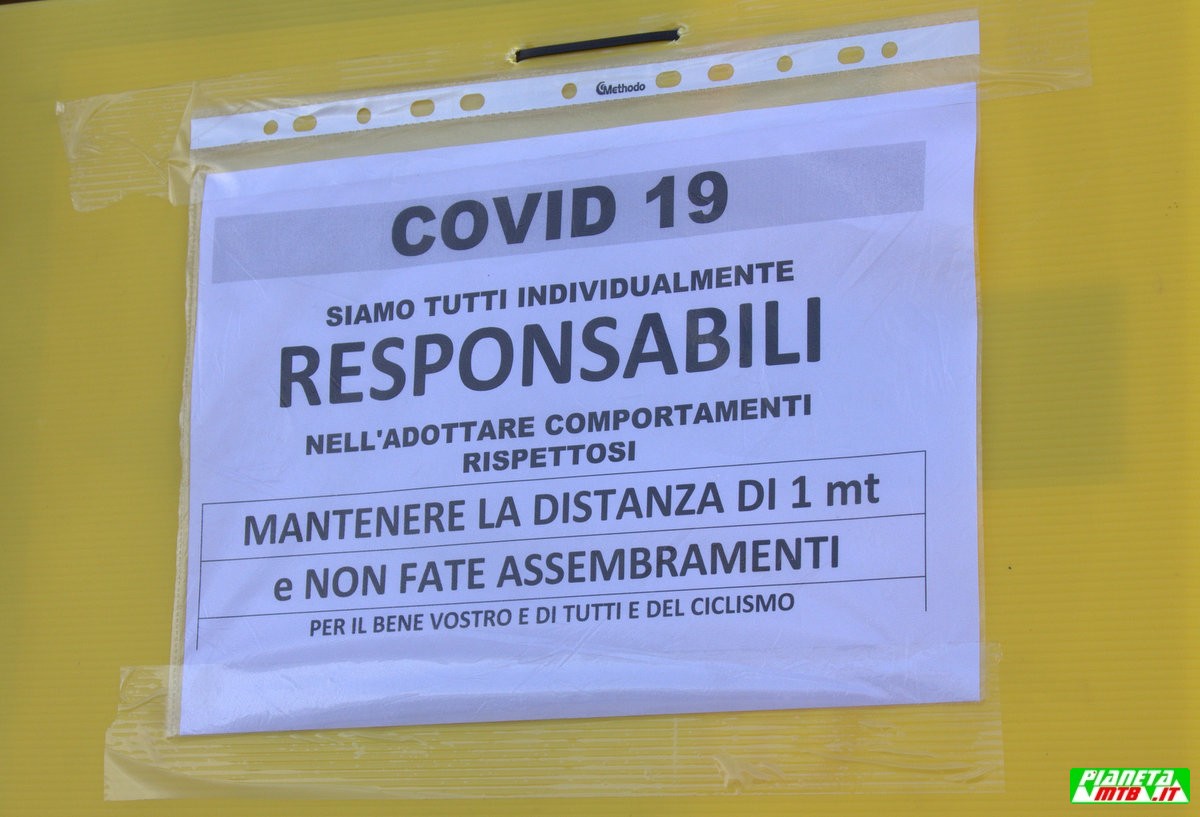 Methodo
COVID 19
SIAMO TUTTI INDIVIDUALMENTE
RESPONSABILI
NELL'ADOTTARE COMPORTAMENTI
RISPETTOSI
MANTENERE LA DISTANZA DI 1 mt
e NON FATE ASSEMBRAMENTI
PER IL BENE VOSTRO E DI TUTTI E DEL CICLISMO
PIANETA
MTB.IT